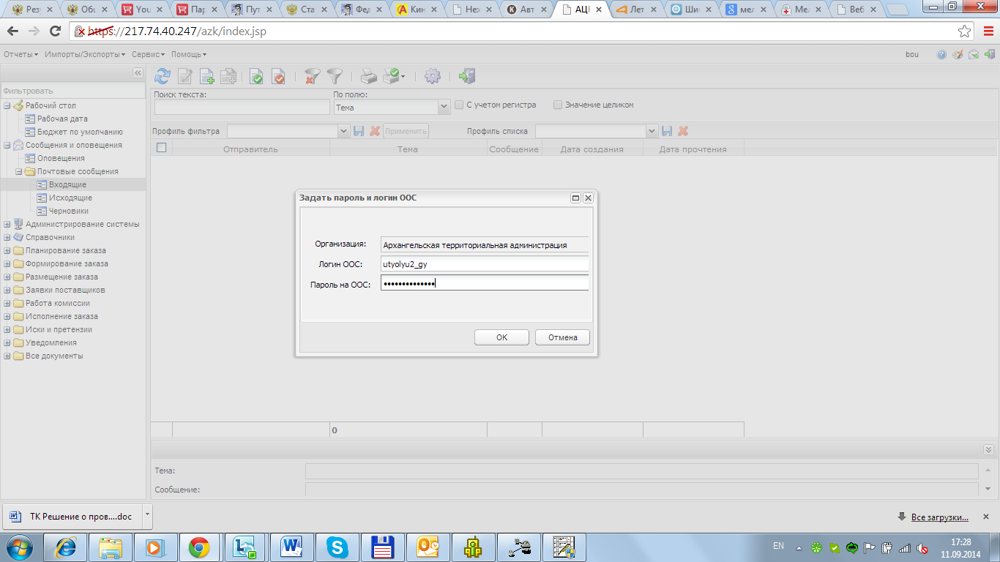 Рез
Об
You
Пар
Пут
Ста
Фед
Кин
Нех
Авт
АЦ
Лет
Ши
мел
Мел
Веб
https://217.74.40.247/azk/index.jsp
Отчеты Импорты/Экспорты Сервис Помощь bou
Фильтровать
Рабочий стол
Рабочая дата
Бюджет по умолчанию
Сообщения и оповещения
Оповещения
Почтовые сообщения
Входящие
Исходящие
Черновики
Администрирование системы
Справочники
Планирование заказа
Формирование заказа
Размещение заказа
Заявки поставщиков
Работа комиссии
Исполнение заказа
Иски и претензии
Уведомления
Все документы
Поиск текста: По полю:
Тема С учетом регистра Значение целиком
Профиль фильтра Применить Профиль списка
Отправитель Тема Сообщение Дата создания Дата прочтения
Задать пароль и логин ООС
Организация: Архангельская территориальная администрация
Логин ООС: utyolyu2_gy
Пароль на ООС: ••••••••••••••
OK Отмена
0
Тема:
Сообщение:
ТК Решение о пров....doc Все загрузки...
EN 17:28
11.09.2014